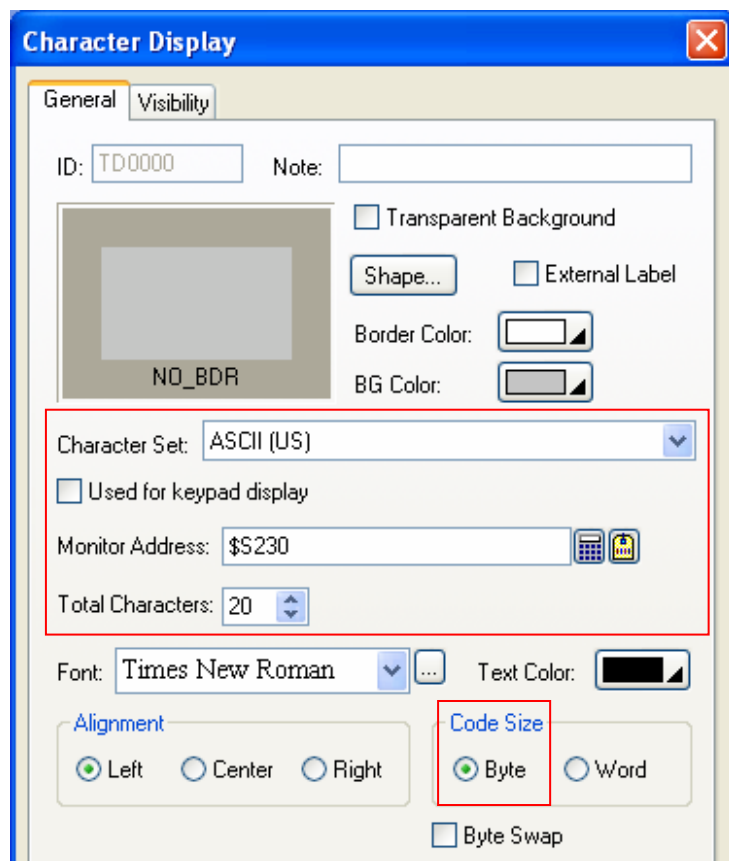 Character Display
General Visibility
ID: TD0000 Note:
Transparent Background
Shape... External Label
Border Color:
NO_BDR
BG Color:
Character Set: ASCII (US)
Used for keypad display
Monitor Address: $S230
Total Characters: 20
Font: Times New Roman ... Text Color:
Alignment Code Size
Left Center Right Byte Word
Byte Swap